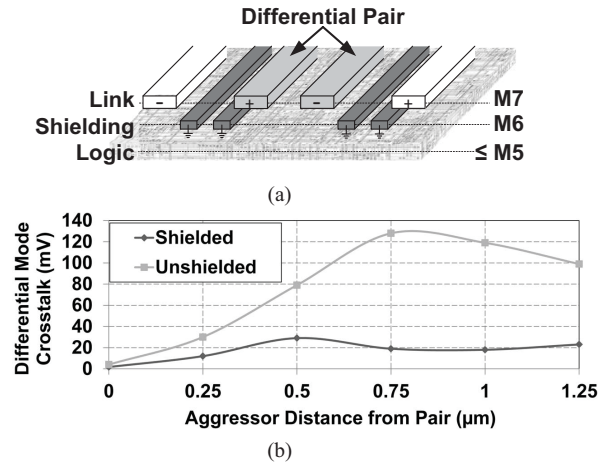 Differential Pair
Link - + - + M7
Shielding M6
Logic ≤ M5
(a)
Differential Mode
Crosstalk (mV)
140
120
100
80
60
40
20
0
Shielded
Unshielded
0 0.25 0.5 0.75 1 1.25
Aggressor Distance from Pair (µm)
(b)